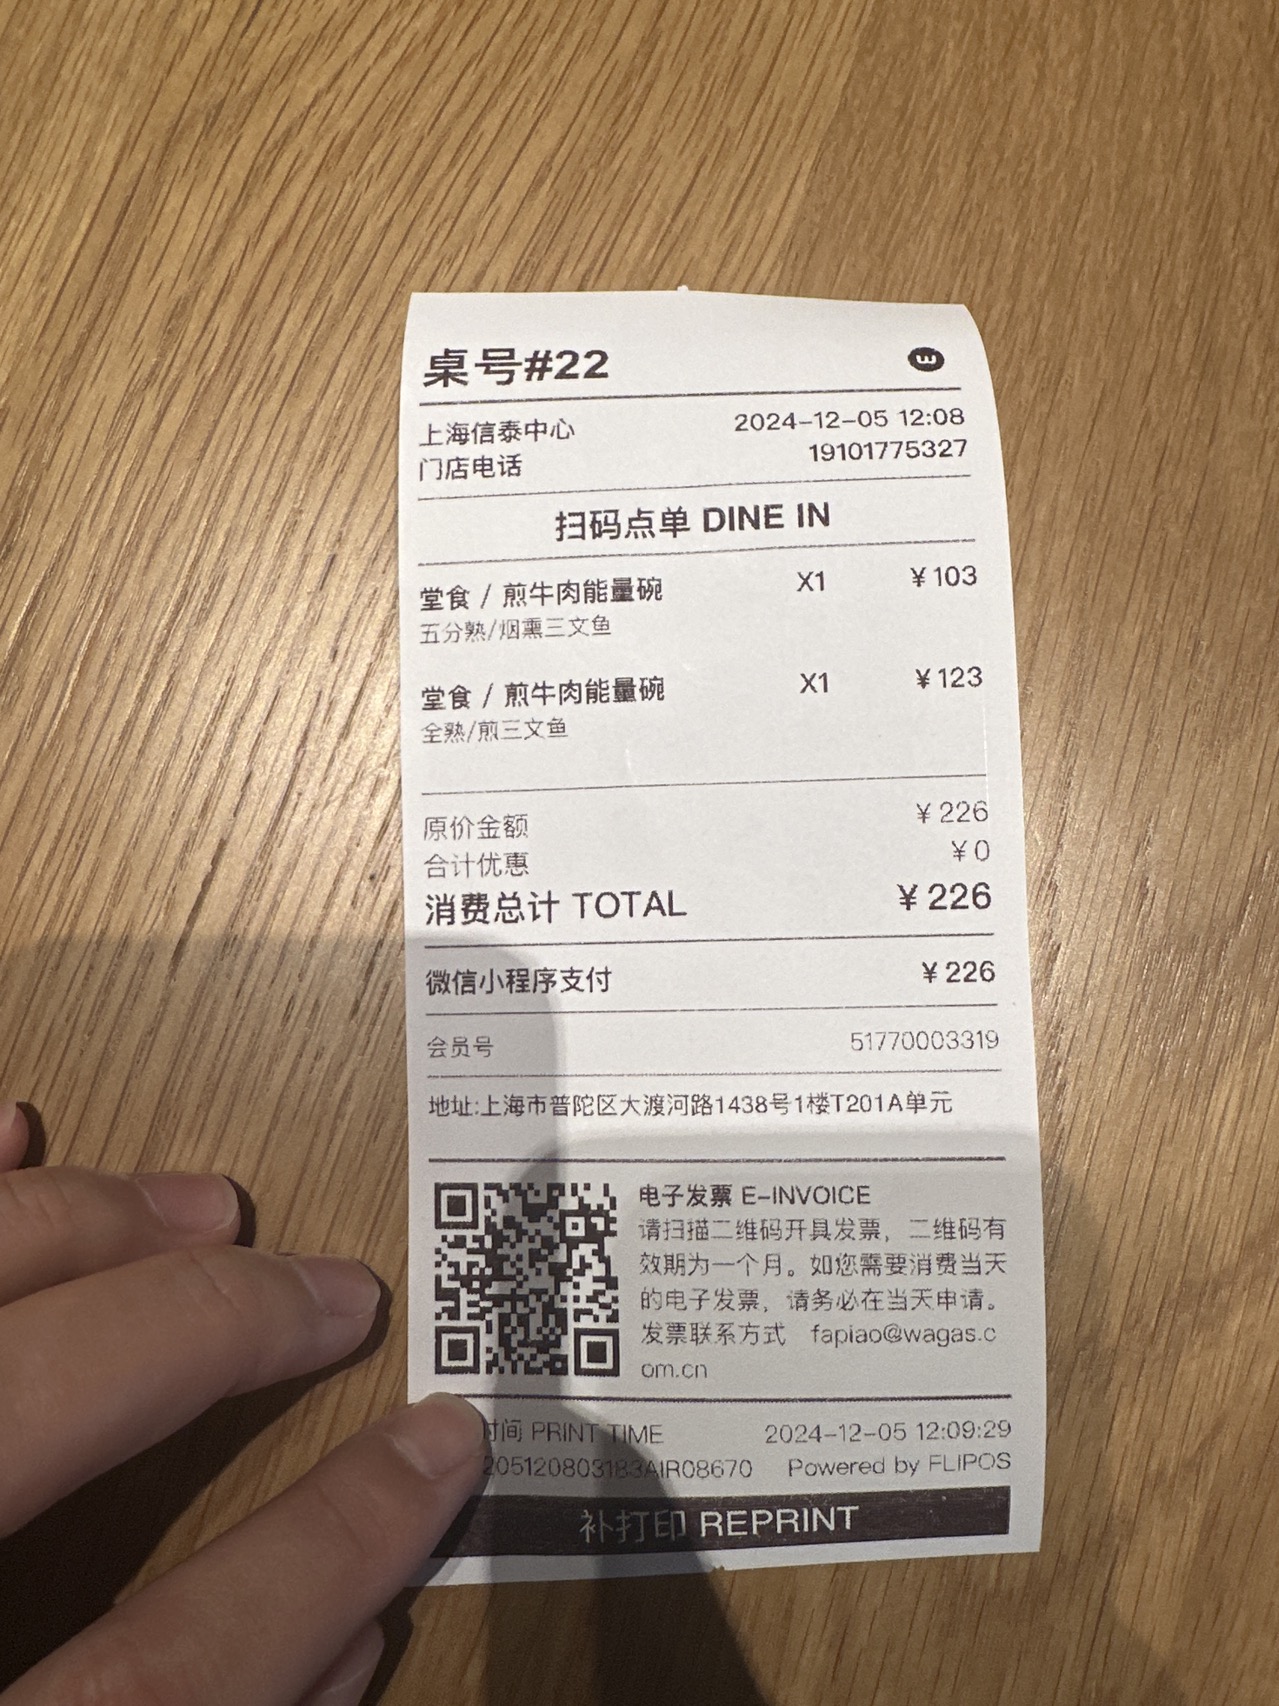 桌号#22
上海信泰中心 2024-12-05 12:08
门店电话 19101775327
扫码点单 DINE IN
堂食 / 煎牛肉能量碗 X1 ¥103
五分熟/烟熏三文鱼
堂食 / 煎牛肉能量碗 X1 ¥123
全熟/煎三文鱼
原价金额 ¥226
合计优惠 ¥0
消费总计 TOTAL ¥226
微信小程序支付 ¥226
会员号 51770003319
地址:上海市普陀区大渡河路1438号1楼T201A单元
电子发票 E-INVOICE
请扫描二维码开具发票，二维码有
效期为一个月。如您需要消费当天
的电子发票，请务必在当天申请。
发票联系方式 fapiao@wagas.c
om.cn
时间 PRINT TIME 2024-12-05 12:09:29
205120803183AIR08670 Powered by FLIPOS
补打印 REPRINT